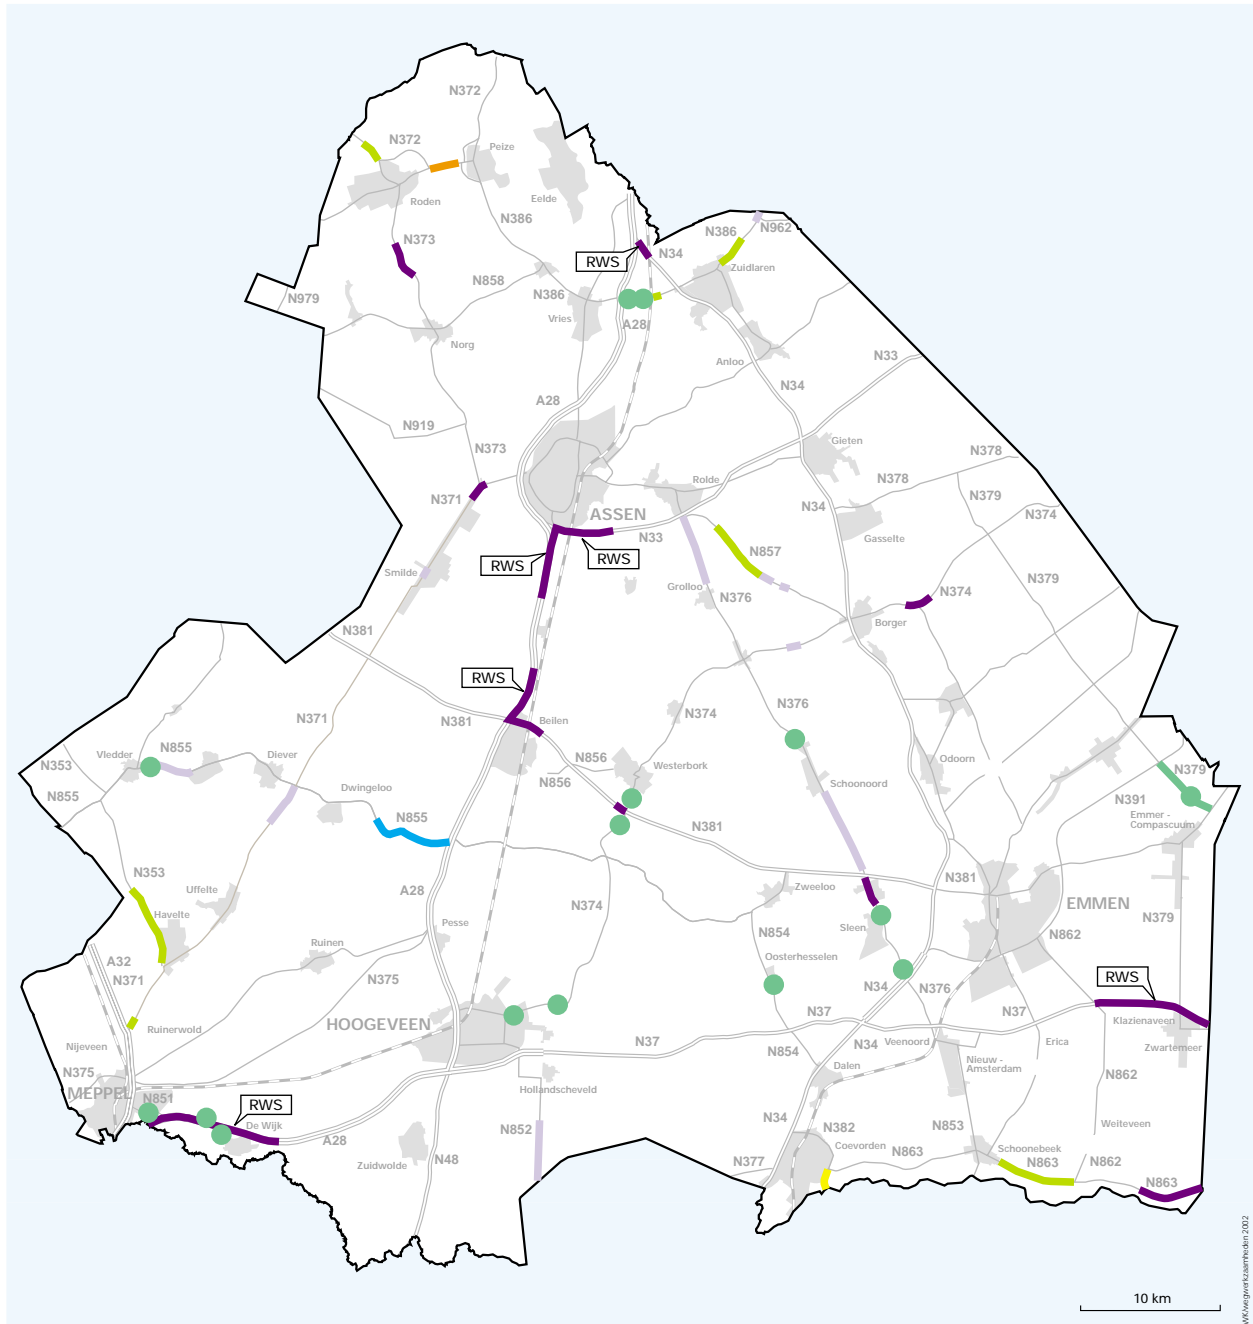 N372
N372
Peize
Roden
Eelde
N386
N373
RWS
N34
N386
N962
Zuidlaren
N858
N386
N979
Vries
A28
Norg
Anloo
N33
N34
A28
N919
N373
Gieten
N378
N378
Rolde
N371
N379
ASSEN
N34
N374
N33
Gasselte
RWS
RWS
N857
Smilde
N379
Grolloo
N376
N374
Borger
N381
RWS
N376
N374
N371
N381
Beilen
Vledder
N855
Diever
N353
N856
Westerbork
Odoorn
N379
N856
Schoonoord
N855
Dwingeloo
N391
N855
Emmer -
Compascuum
N381
N353
N381
Uffelte
A28
Zweeloo
EMMEN
Havelte
N374
N379
Pesse
Sleen
N854
N862
Ruinen
A32
Oosterhesselen
N371
N375
N34
N376
RWS
N37
N37
HOOGEVEEN
Ruinerwold
Klazienaveen
N37
N34
Veenoord
Erica
Nijeveen
Zwartemeer
N854
Nieuw -
Amsterdam
Dalen
N375
N862
MEPPEL
Hollandscheveld
N851
RWS
N34
N382
N853
Weiteveen
De Wijk
N852
A28
Coevorden
N863
Schoonebeek
Zuidwolde
N48
N377
N863
N862
N863
10 km
WK/wegwerkzaamheden 2002